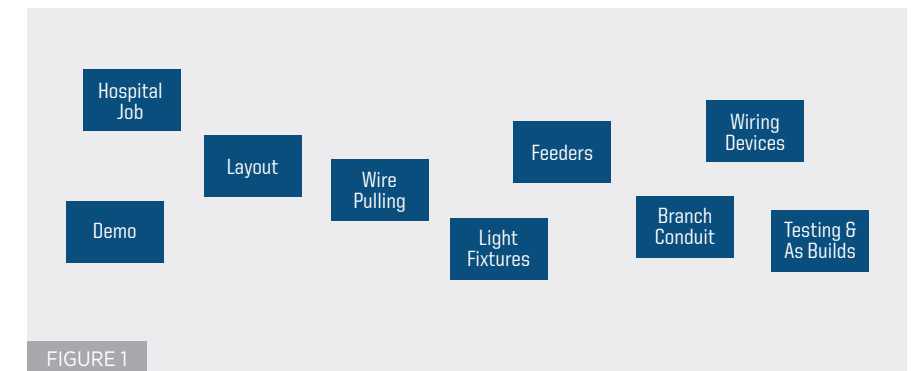 Hospital
Job
Layout
Demo
Wire
Pulling
Light
Fixtures
Feeders
Branch
Conduit
Wiring
Devices
Testing &
As Builds
FIGURE 1